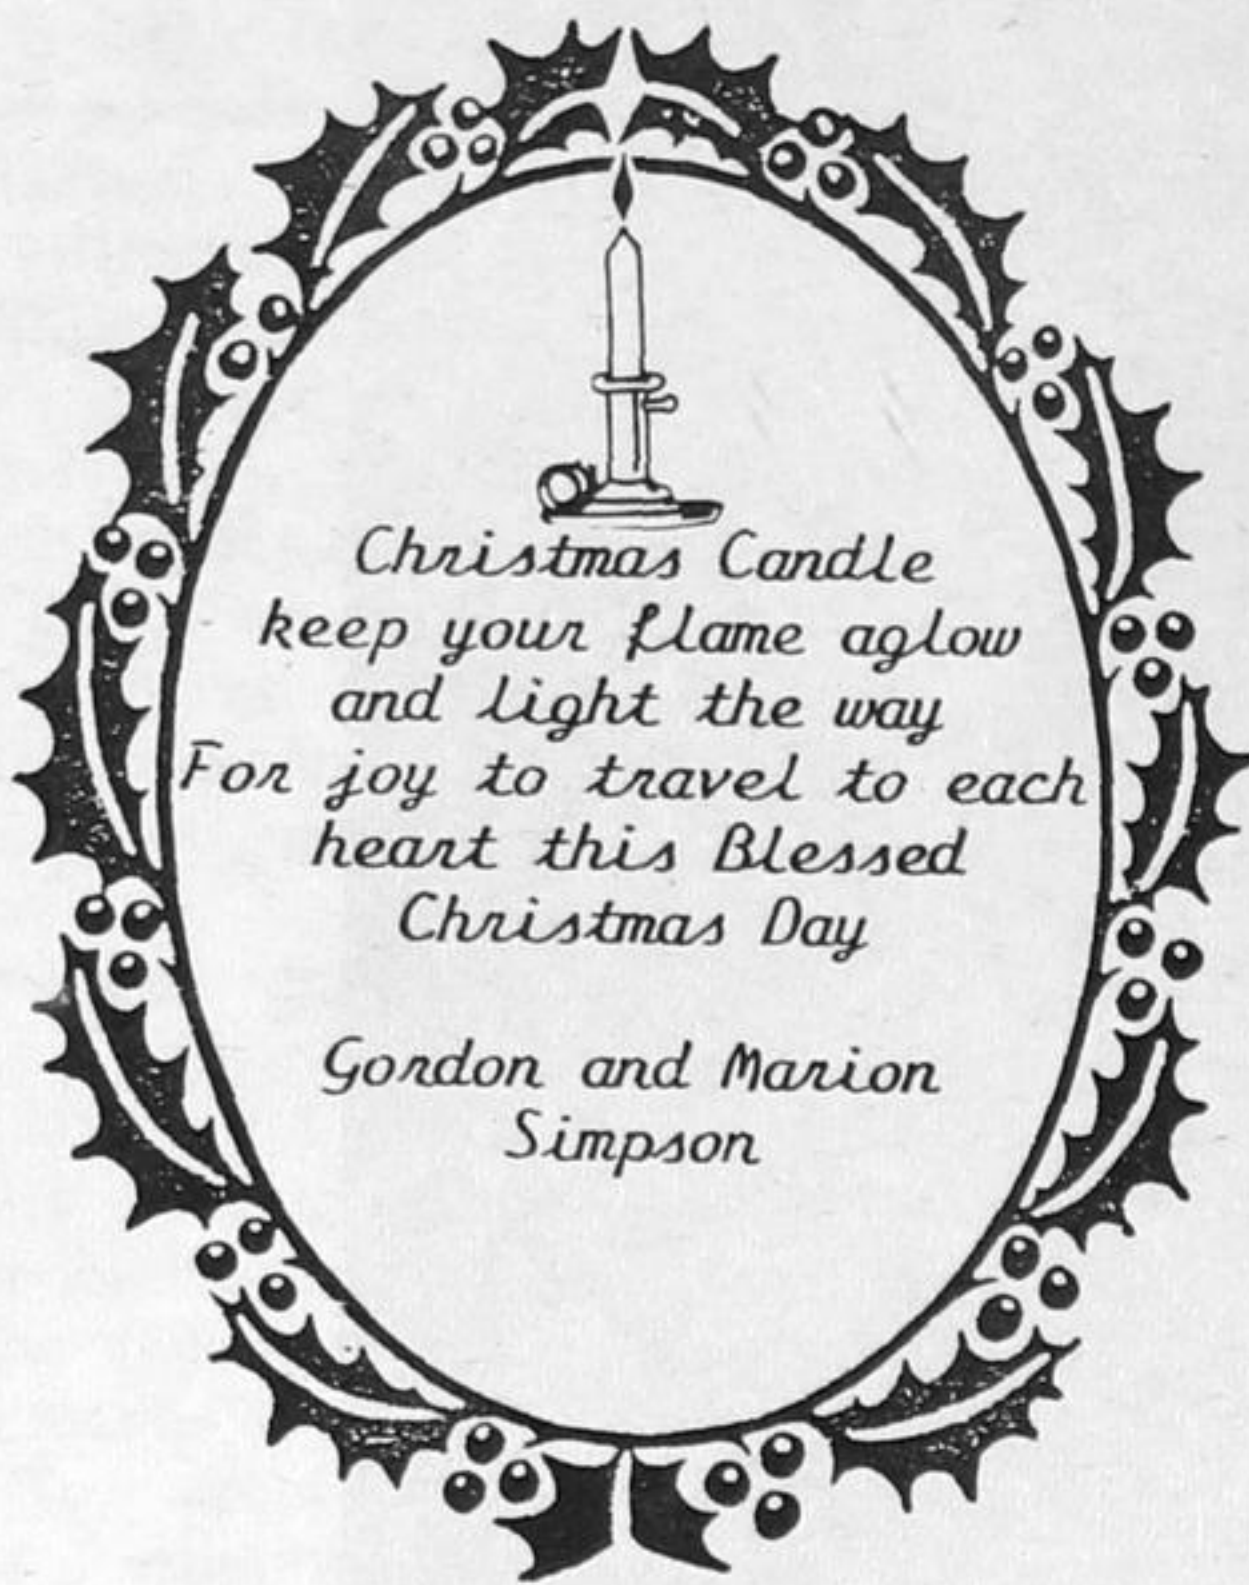 Christmas Candle
keep your flame aglow
and light the way
For joy to travel to each
heart this Blessed
Christmas Day
Gordon and Marion
Simpson